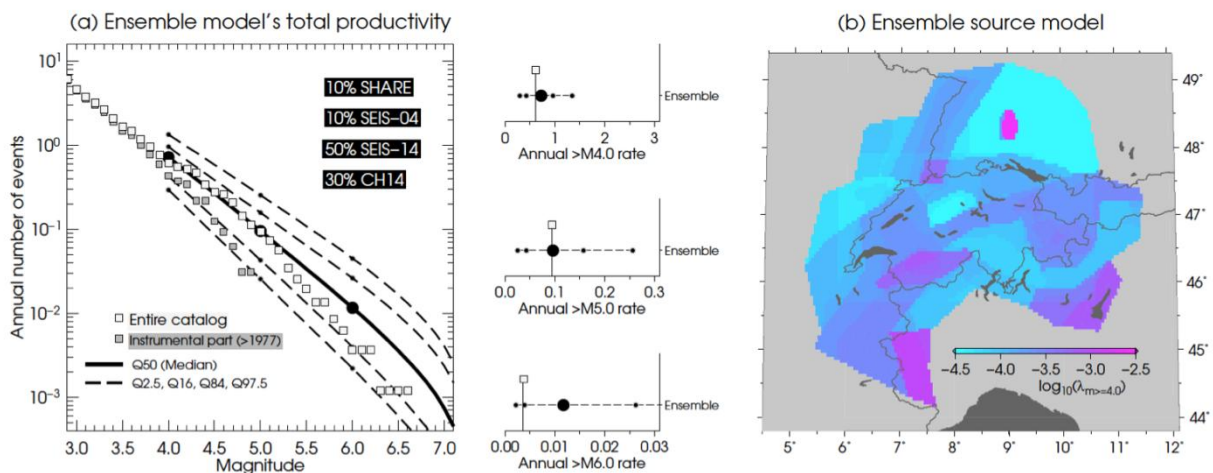 (a) Ensemble model's total productivity
10¹
10⁰
10⁻¹
10⁻²
10⁻³
Annual number of events
10% SHARE
10% SEIS-04
50% SEIS-14
30% CH14
Entire catalog
Instrumental part (>1977)
Q50 (Median)
Q2.5, Q16, Q84, Q97.5
3.0 3.5 4.0 4.5 5.0 5.5 6.0 6.5 7.0
Magnitude
Ensemble
0 1 2 3
Annual >M4.0 rate
Ensemble
0.0 0.1 0.2 0.3
Annual >M5.0 rate
Ensemble
0.00 0.01 0.02 0.03
Annual >M6.0 rate
(b) Ensemble source model
49°
48°
47°
46°
45°
44°
-4.5 -4.0 -3.5 -3.0 -2.5
log₁₀(λm>=4.0)
5° 6° 7° 8° 9° 10° 11° 12°